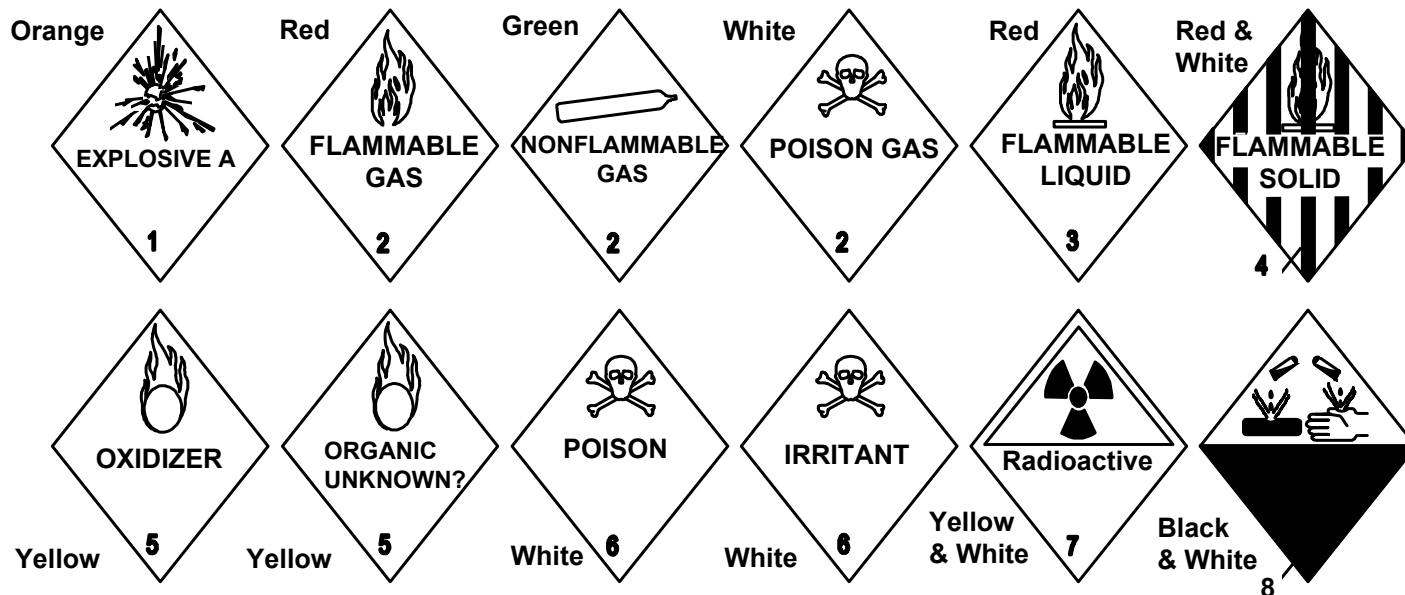 Orange
EXPLOSIVE A
1
Red
FLAMMABLE
GAS
2
Green
NONFLAMMABLE
GAS
2
White
POISON GAS
2
Red
FLAMMABLE
LIQUID
3
Red &
White
FLAMMABLE
SOLID
4
OXIDIZER
5
Yellow
ORGANIC
UNKNOWN?
5
Yellow
POISON
6
White
IRRITANT
6
White
Radioactive
7
Yellow
& White
Black
& White
8